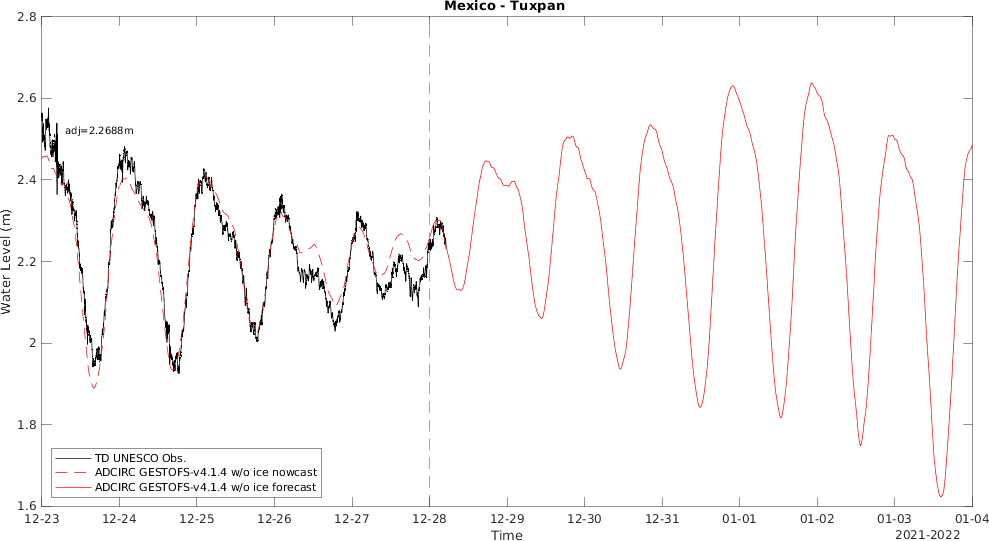 Mexico - Tuxpan
2.8
2.6
2.4
2.2
2
1.8
1.6
Water Level (m)
adj=2.2688m
TD UNESCO Obs.
ADCIRC GESTOFS-v4.1.4 w/o ice nowcast
ADCIRC GESTOFS-v4.1.4 w/o ice forecast
12-23 12-24 12-25 12-26 12-27 12-28 12-29 12-30 12-31 01-01 01-02 01-03 01-04
Time
2021-2022